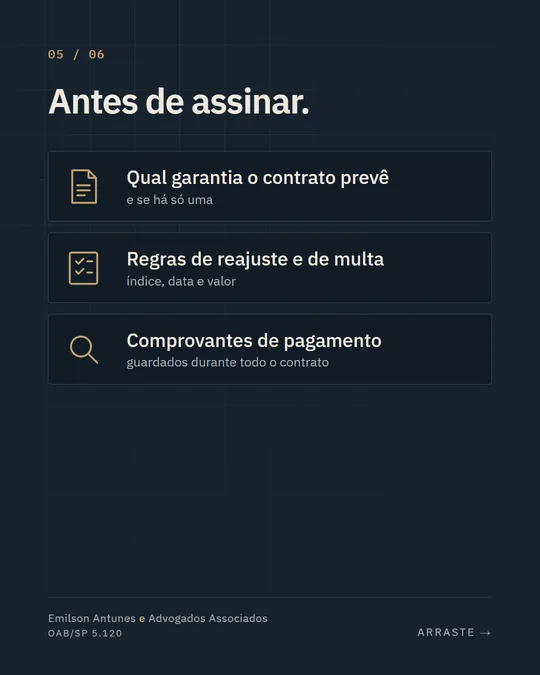 05 / 06
Antes de assinar.
Qual garantia o contrato prevê
e se há só uma
Regras de reajuste e de multa
índice, data e valor
Comprovantes de pagamento
guardados durante todo o contrato
Emilson Antunes e Advogados Associados
OAB/SP 5.120
ARRASTE →